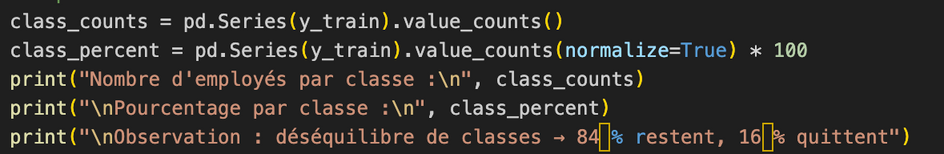 class_counts = pd.Series(y_train).value_counts()
class_percent = pd.Series(y_train).value_counts(normalize=True) * 100
print("Nombre d'employés par classe :\n", class_counts)
print("\nPourcentage par classe :\n", class_percent)
print("\nObservation : déséquilibre de classes → 84 % restent, 16 % quittent")